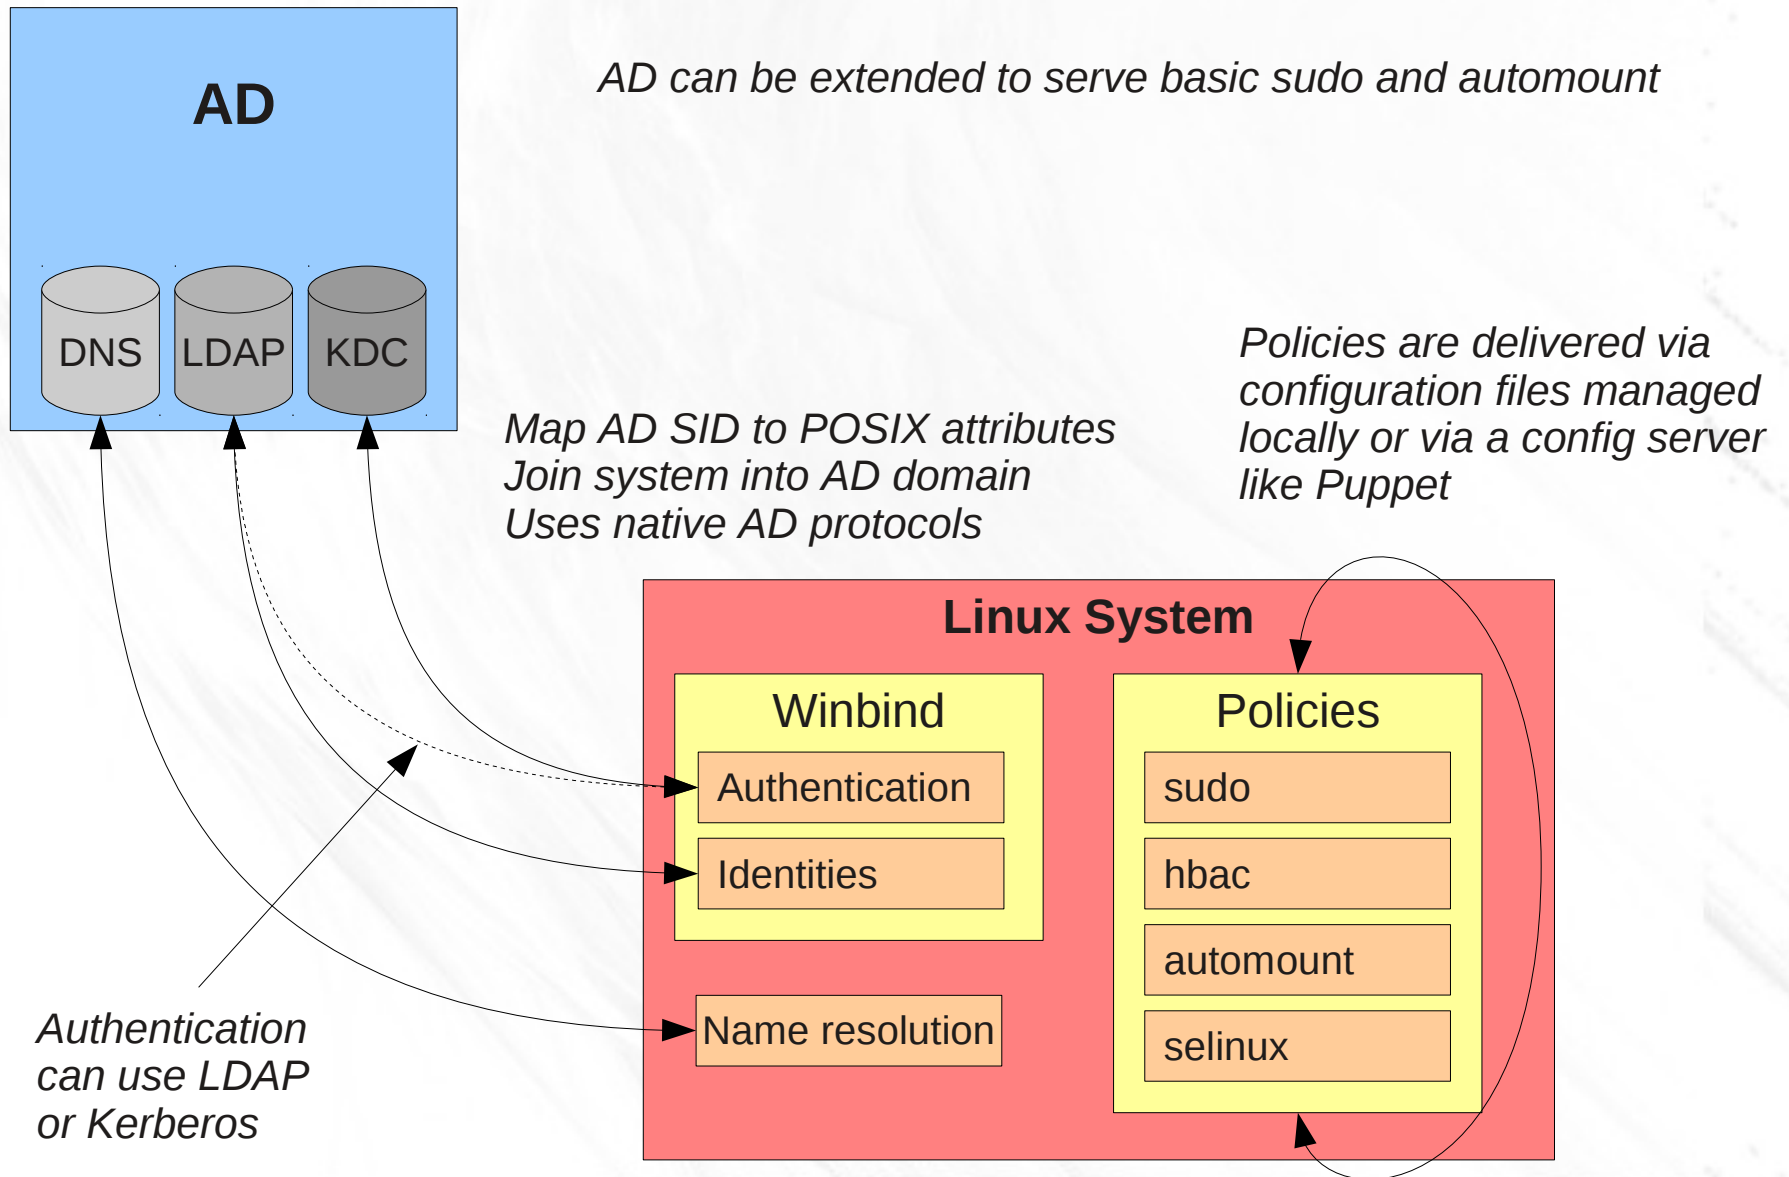 AD
AD can be extended to serve basic sudo and automount
DNS
LDAP
KDC
Map AD SID to POSIX attributes
Join system into AD domain
Uses native AD protocols
Policies are delivered via
configuration files managed
locally or via a config server
like Puppet
Linux System
Winbind
Authentication
Identities
Name resolution
Policies
sudo
hbac
automount
selinux
Authentication
can use LDAP
or Kerberos